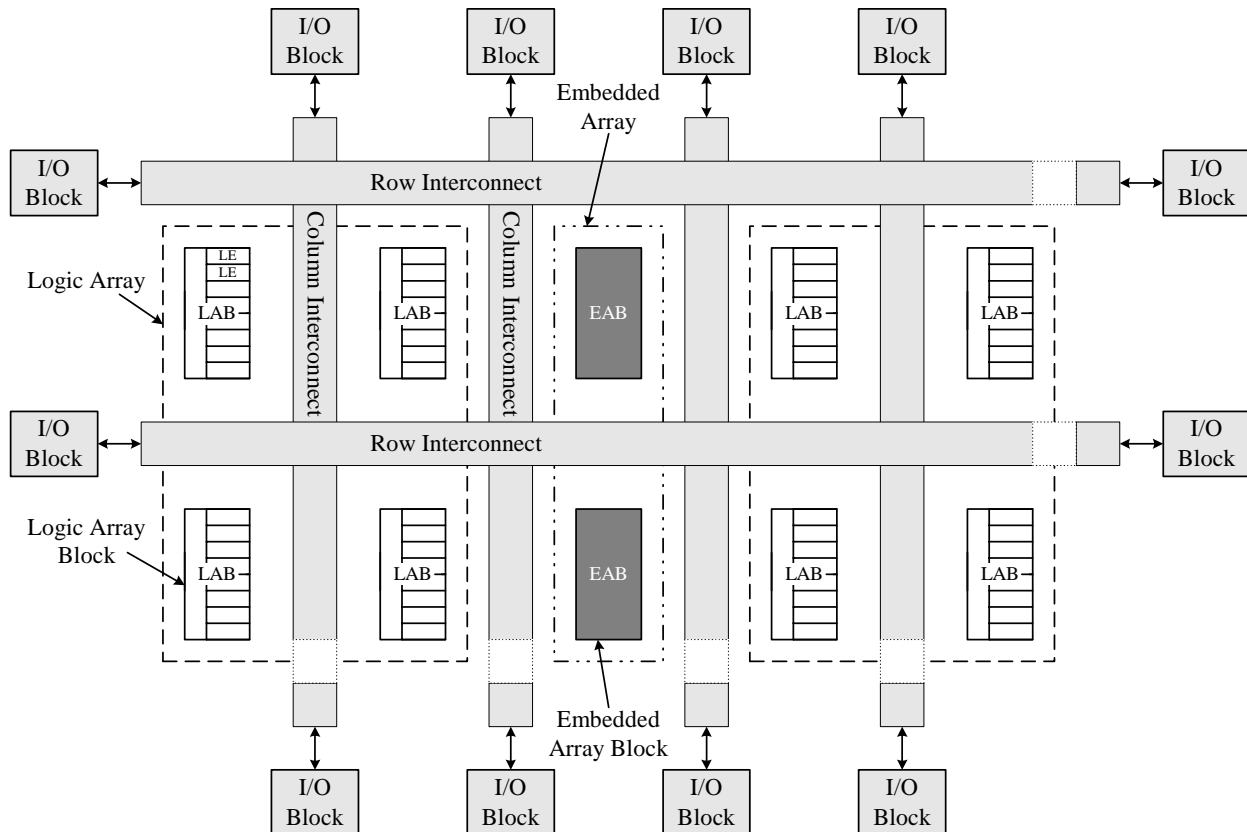 I/O
Block
I/O
Block
I/O
Block
I/O
Block
Embedded
Array
I/O
Block
Row Interconnect
I/O
Block
Logic Array
LE
LE
LAB
Column Interconnect
LAB
Column Interconnect
EAB
LAB
LAB
I/O
Block
Row Interconnect
I/O
Block
Logic Array
Block
LAB
LAB
EAB
LAB
LAB
Embedded
Array Block
I/O
Block
I/O
Block
I/O
Block
I/O
Block